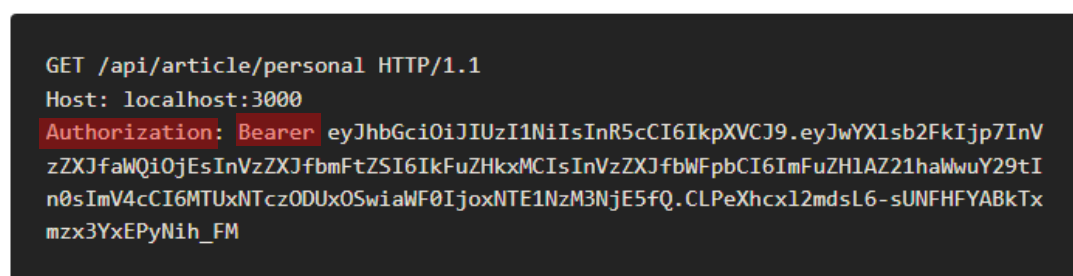 GET /api/article/personal HTTP/1.1
Host: localhost:3000
Authorization: Bearer eyJhbGciOiJIUzI1NiIsInR5cCI6IkpXVCJ9.eyJwYXlsb2FkIjp7InV
zZXJfaWQiOjEsInVzZXJfbmFtZSI6IkFuZHkxMCIsInVzZXJfbWFpbCI6ImFuZHlAZ21haWwuY29tI
n0sImV4cCI6MTUxNTczODUxOSwiaWF0IjoxNTE1NzM3NjE5fQ.CLPeXhcxl2mdsL6-sUNFHFYABkTx
mzx3YxEPyNih_FM